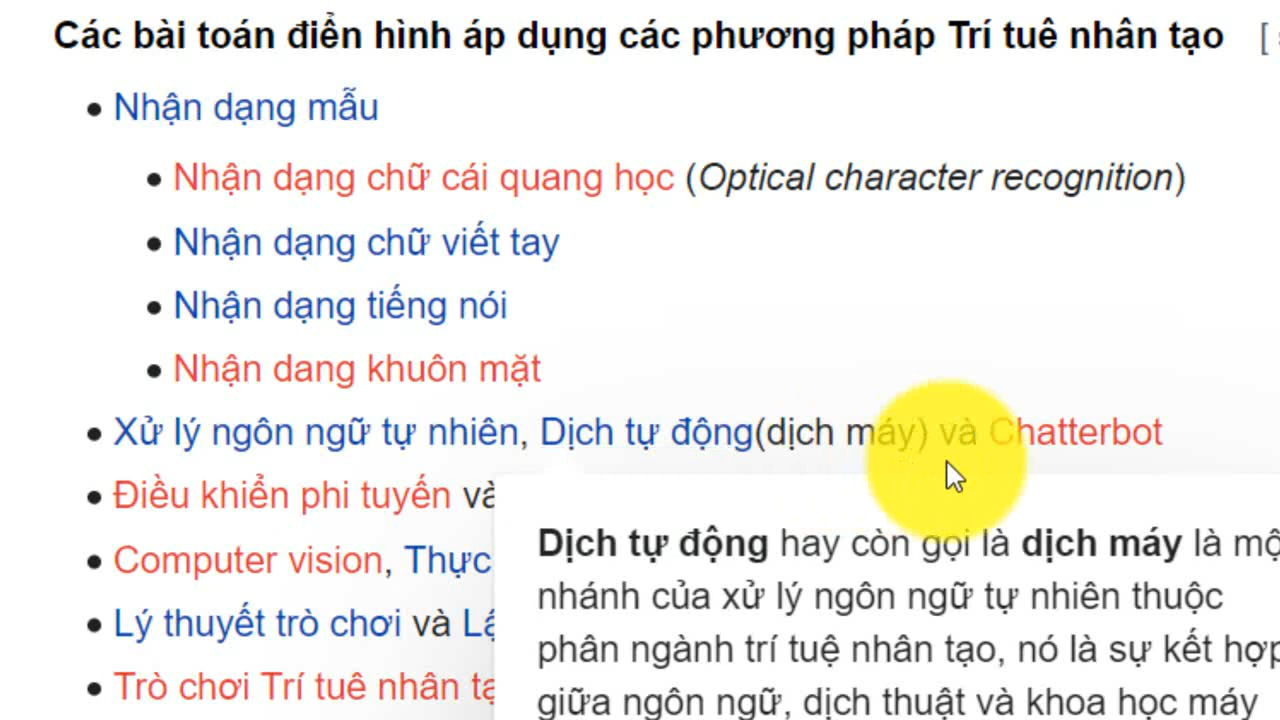 Các bài toán điển hình áp dụng các phương pháp Trí tuê nhân tạo [
Nhận dạng mẫu
Nhận dạng chữ cái quang học (Optical character recognition)
Nhận dạng chữ viết tay
Nhận dạng tiếng nói
Nhận dang khuôn mặt
Xử lý ngôn ngữ tự nhiên, Dịch tự động(dịch máy) và Chatterbot
Điều khiển phi tuyến và
Computer vision, Thực
Lý thuyết trò chơi và
Trò chơi Trí tuê nhân
Dịch tự động hay còn gọi là dịch máy là
nhánh của xử lý ngôn ngữ tự nhiên thuộc
phân ngành trí tuệ nhân tạo, nó là sự kết hợp
giữa ngôn ngữ, dịch thuật và khoa học máy